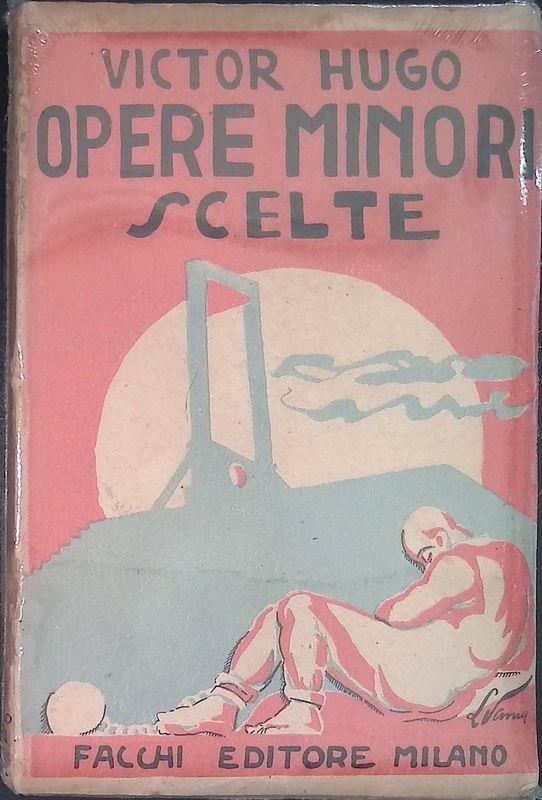 VICTOR HUGO
OPERE MINORI
SCELTE
FACCHI EDITORE MILANO